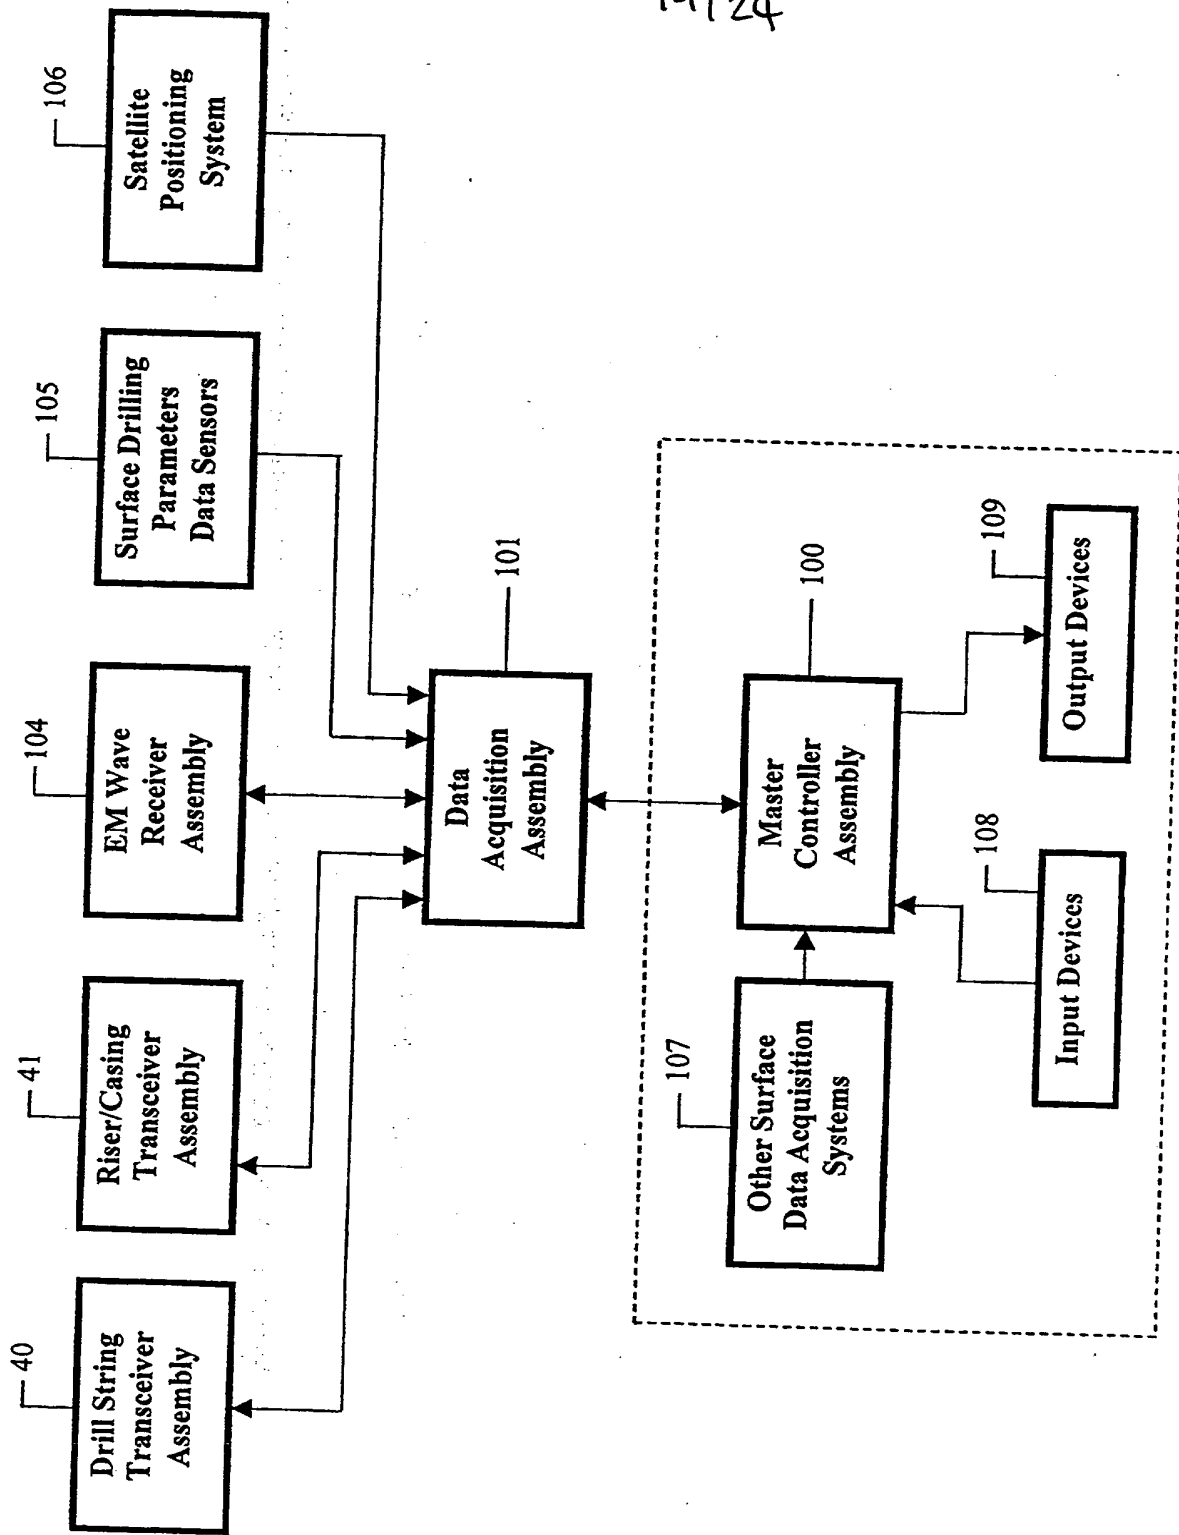 40
Drill String
Transceiver
Assembly
41
Riser/Casing
Transceiver
Assembly
104
EM Wave
Receiver
Assembly
105
Surface Drilling
Parameters
Data Sensors
106
Satellite
Positioning
System
Data
Acquisition
Assembly
101
107
Other Surface
Data Acquisition
Systems
Master
Controller
Assembly
100
108
Input Devices
109
Output Devices